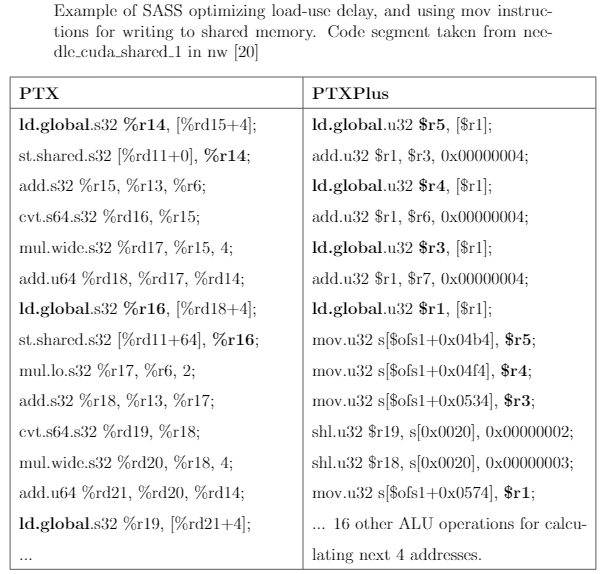 Example of SASS optimizing load-use delay, and using mov instruc-
tions for writing to shared memory. Code segment taken from nee-
dle_cuda_shared_1 in nw [20]
PTX
ld.global.s32 %r14, [%rd15+4];
st.shared.s32 [%rd11+0], %r14;
add.s32 %r15, %r13, %r6;
cvt.s64.s32 %rd16, %r15;
mul.wide.s32 %rd17, %r15, 4;
add.u64 %rd18, %rd17, %rd14;
ld.global.s32 %r16, [%rd18+4];
st.shared.s32 [%rd11+64], %r16;
mul.lo.s32 %r17, %r6, 2;
add.s32 %r18, %r13, %r17;
cvt.s64.s32 %rd19, %r18;
mul.wide.s32 %rd20, %r18, 4;
add.u64 %rd21, %rd20, %rd14;
ld.global.s32 %r19, [%rd21+4];
...
PTXPlus
ld.global.u32 $r5, [$r1];
add.u32 $r1, $r3, 0x00000004;
ld.global.u32 $r4, [$r1];
add.u32 $r1, $r6, 0x00000004;
ld.global.u32 $r3, [$r1];
add.u32 $r1, $r7, 0x00000004;
ld.global.u32 $r1, [$r1];
mov.u32 s[$ofs1+0x04b4], $r5;
mov.u32 s[$ofs1+0x04f4], $r4;
mov.u32 s[$ofs1+0x0534], $r3;
shl.u32 $r19, s[0x0020], 0x00000002;
shl.u32 $r18, s[0x0020], 0x00000003;
mov.u32 s[$ofs1+0x0574], $r1;
... 16 other ALU operations for calcu-
lating next 4 addresses.